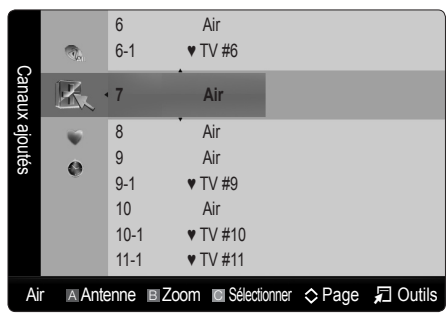 Canaux ajoutés
6 Air
6-1 ♥ TV #6
7 Air
8 Air
9 Air
9-1 ♥ TV #9
10 Air
10-1 ♥ TV #10
11-1 ♥ TV #11
Air A Antenne B Zoom C Sélectionner Page Outils